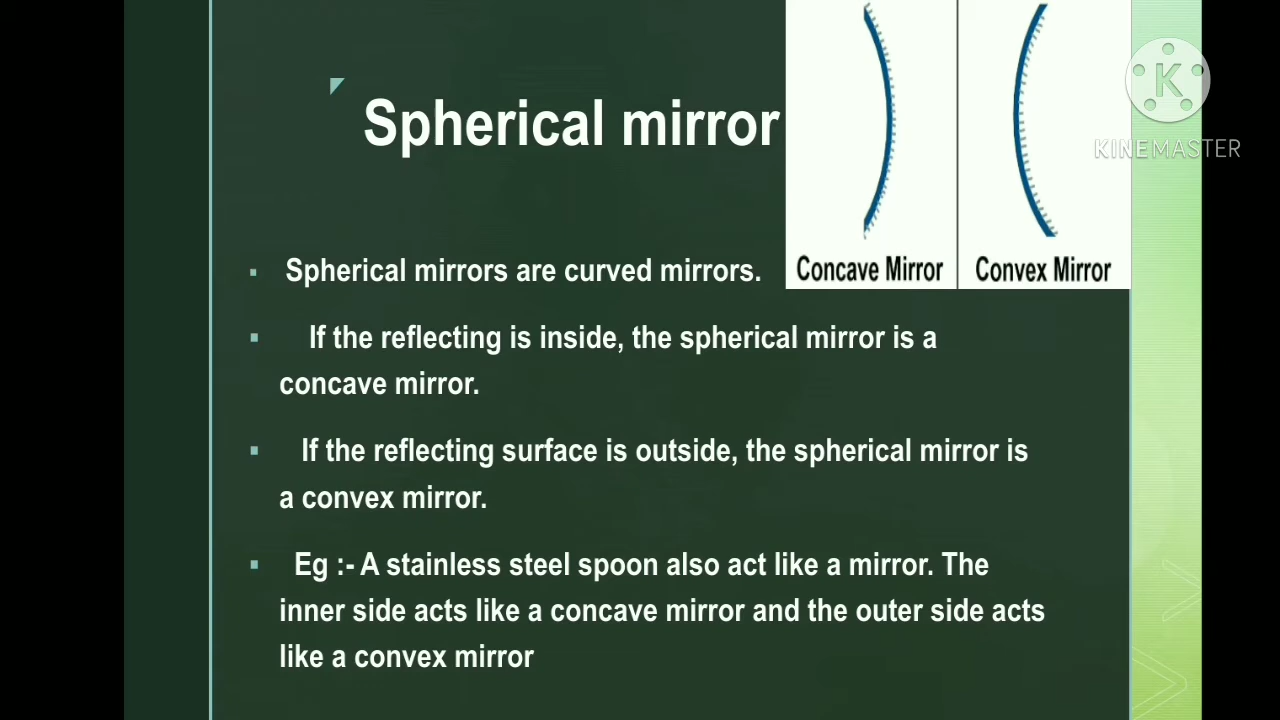 Spherical mirror
Concave Mirror
Convex Mirror
K
KINEMASTER
Spherical mirrors are curved mirrors.
If the reflecting is inside, the spherical mirror is a
concave mirror.
If the reflecting surface is outside, the spherical mirror is
a convex mirror.
Eg :- A stainless steel spoon also act like a mirror. The
inner side acts like a concave mirror and the outer side acts
like a convex mirror